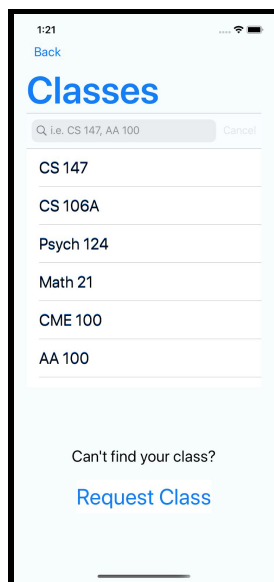 1:21
Back
Classes
i.e. CS 147, AA 100 Cancel
CS 147
CS 106A
Psych 124
Math 21
CME 100
AA 100
Can't find your class?
Request Class